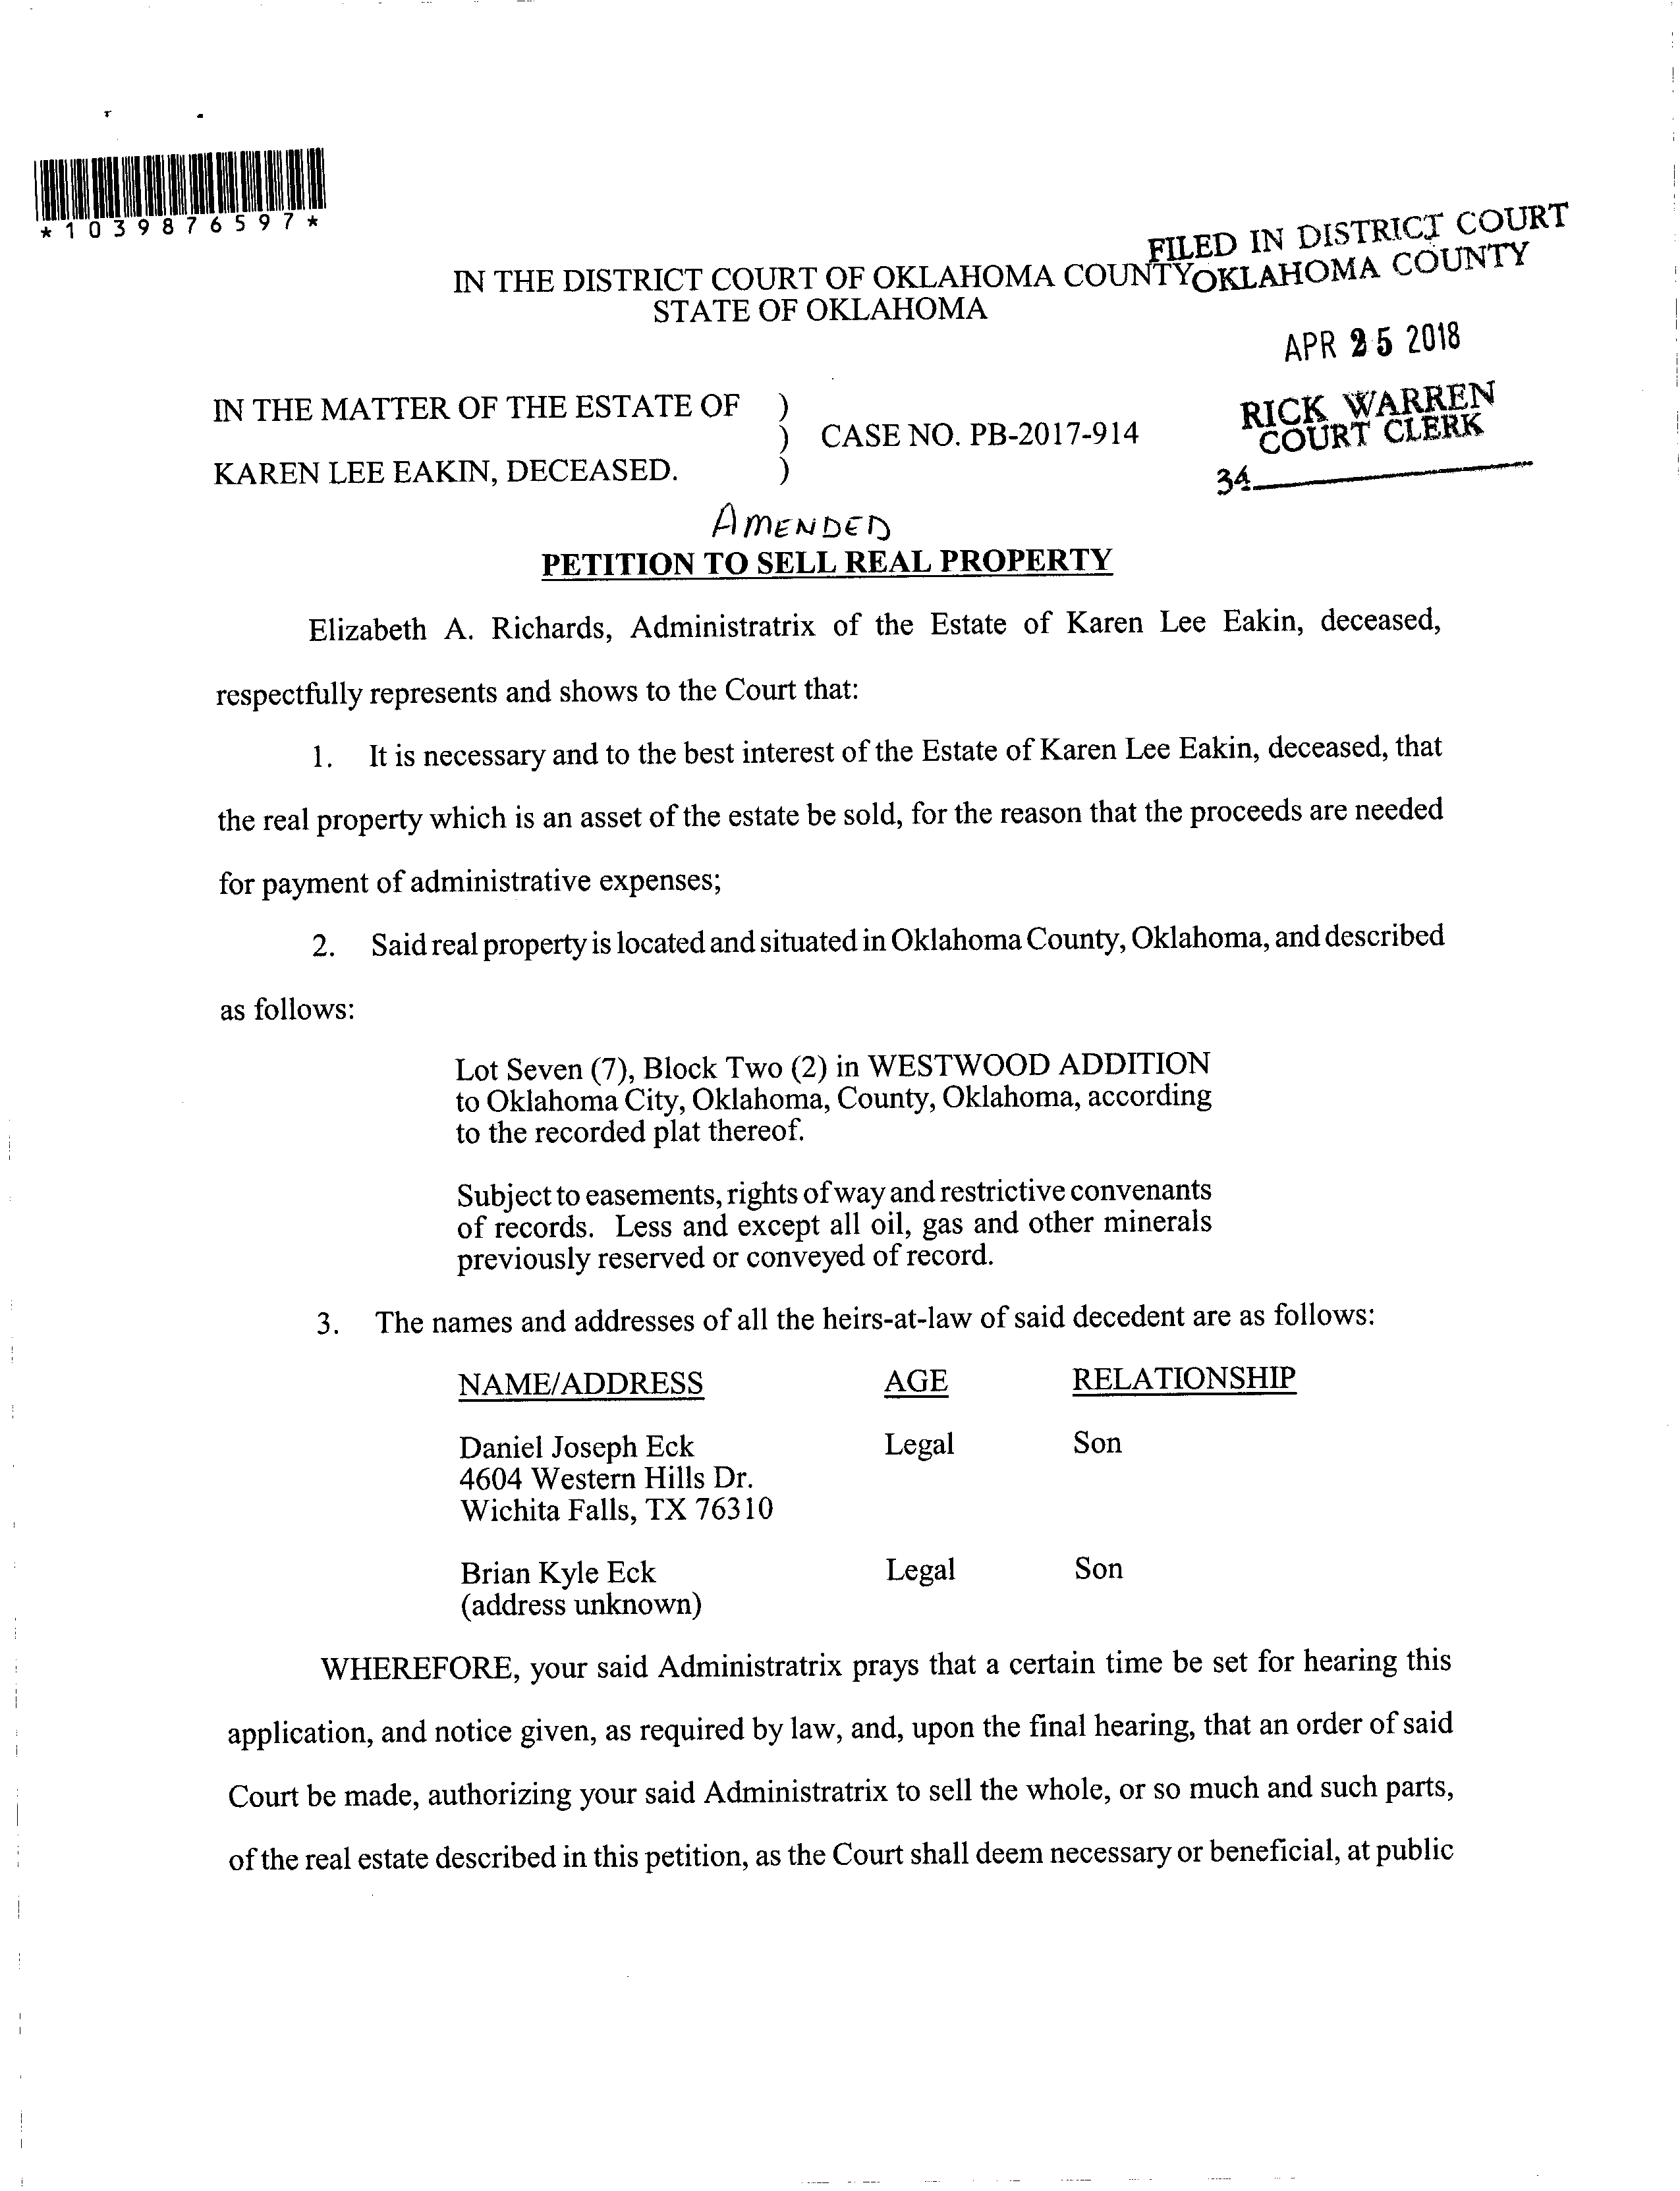 *1039876597*
FILED IN DISTRICT COURT
OKLAHOMA COUNTY
IN THE DISTRICT COURT OF OKLAHOMA COUNTY
STATE OF OKLAHOMA
APR 25 2018
RICK WARREN
COURT CLERK
34
IN THE MATTER OF THE ESTATE OF )
) CASE NO. PB-2017-914
KAREN LEE EAKIN, DECEASED. )
AMENDED
PETITION TO SELL REAL PROPERTY
Elizabeth A. Richards, Administratrix of the Estate of Karen Lee Eakin, deceased,
respectfully represents and shows to the Court that:
1. It is necessary and to the best interest of the Estate of Karen Lee Eakin, deceased, that
the real property which is an asset of the estate be sold, for the reason that the proceeds are needed
for payment of administrative expenses;
2. Said real property is located and situated in Oklahoma County, Oklahoma, and described
as follows:
Lot Seven (7), Block Two (2) in WESTWOOD ADDITION
to Oklahoma City, Oklahoma, County, Oklahoma, according
to the recorded plat thereof.
Subject to easements, rights of way and restrictive convenants
of records. Less and except all oil, gas and other minerals
previously reserved or conveyed of record.
3. The names and addresses of all the heirs-at-law of said decedent are as follows:
NAME/ADDRESS AGE RELATIONSHIP
Daniel Joseph Eck Legal Son
4604 Western Hills Dr.
Wichita Falls, TX 76310
Brian Kyle Eck Legal Son
(address unknown)
WHEREFORE, your said Administratrix prays that a certain time be set for hearing this
application, and notice given, as required by law, and, upon the final hearing, that an order of said
Court be made, authorizing your said Administratrix to sell the whole, or so much and such parts,
of the real estate described in this petition, as the Court shall deem necessary or beneficial, at public